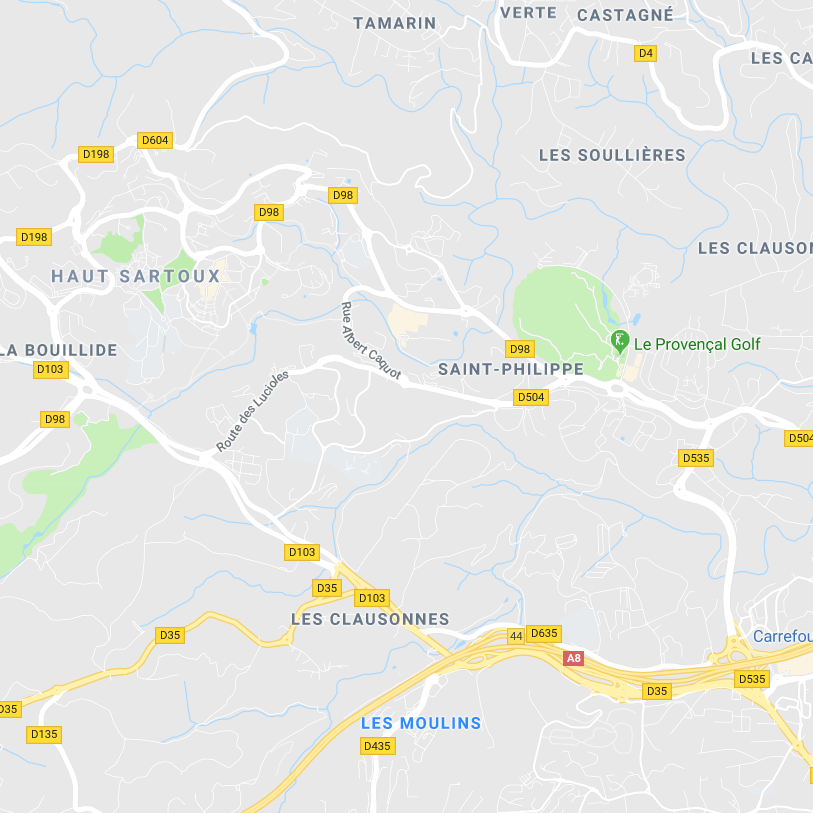 TAMARIN
VERTE
CASTAGNÉ
D4
LES CA
D604
D198
LES SOULLIÈRES
D98
D98
D198
LES CLAUSON
HAUT SARTOUX
Rue Albert Caquot
LA BOUILLIDE
D98
Le Provençal Golf
D103
SAINT-PHILIPPE
D504
D98
Route des Lucioles
D504
D535
D103
D35
D103
LES CLAUSONNES
D35
44
D635
Carrefou
A8
D535
D35
D35
LES MOULINS
D135
D435